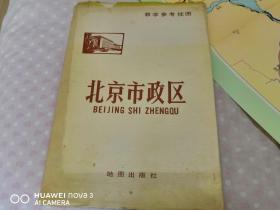 教学参考挂图
北京市政区
BEIJING SHI ZHENGQU
地图出版社
HUAWEI nova 3
AI CAMERA